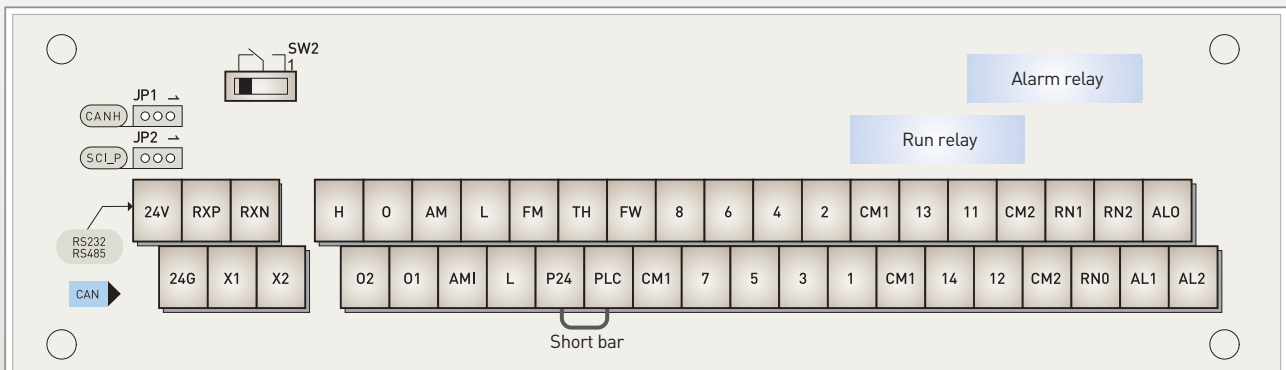 SW2
1
Alarm relay
JP1
CANH
Run relay
JP2
SCI_P
24V RXP RXN H O AM L FM TH FW 8 6 4 2 CM1 13 11 CM2 RN1 RN2 AL0
RS232
RS485
24G X1 X2 O2 O1 AMI L P24 PLC CM1 7 5 3 1 CM1 14 12 CM2 RN0 AL1 AL2
CAN
Short bar